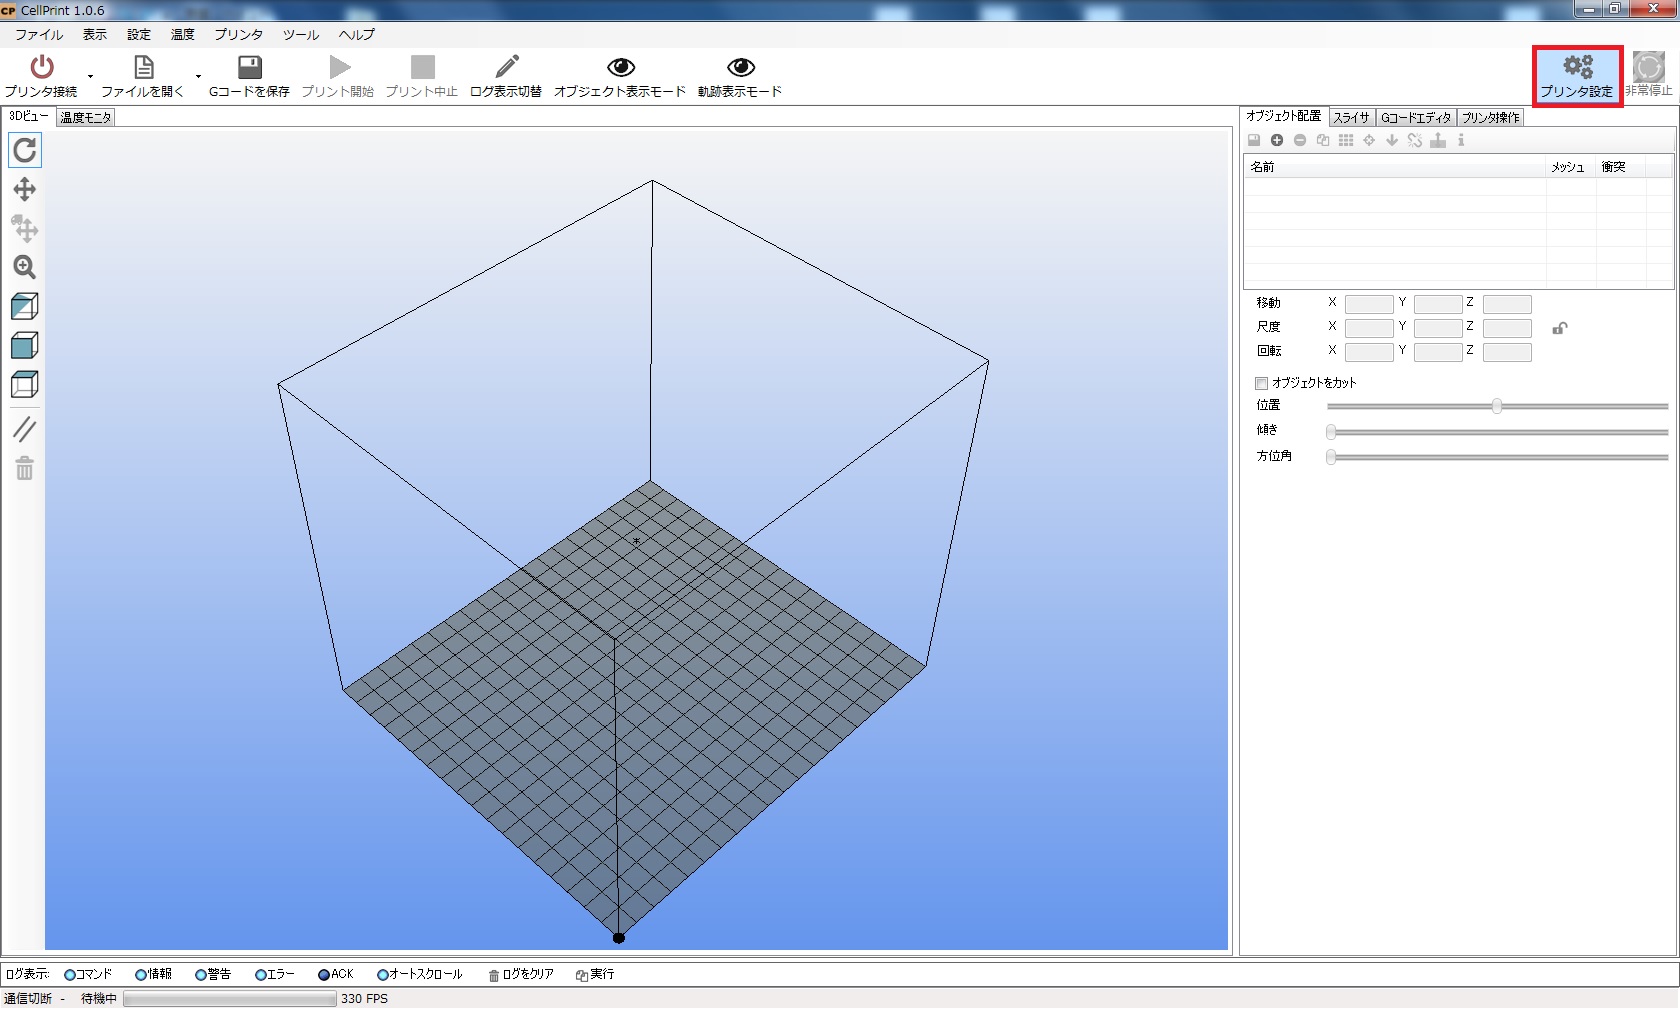 CP CellPrint 1.0.6
ファイル 表示 設定 温度 プリンタ ツール ヘルプ
プリンタ接続 ファイルを開く Gコードを保存 プリント開始 プリント中止 ログ表示切替 オブジェクト表示モード 軌跡表示モード プリンタ設定 非常停止
3Dビュー 温度モニタ
オブジェクト配置 スライサ Gコードエディタ プリンタ操作
名前 メッシュ 衝突
移動 X Y Z
尺度 X Y Z
回転 X Y Z
オブジェクトをカット
位置
傾き
方位角
ログ表示: コマンド 情報 警告 エラー ACK オートスクロール ログをクリア 実行
通信切断 - 待機中 330 FPS